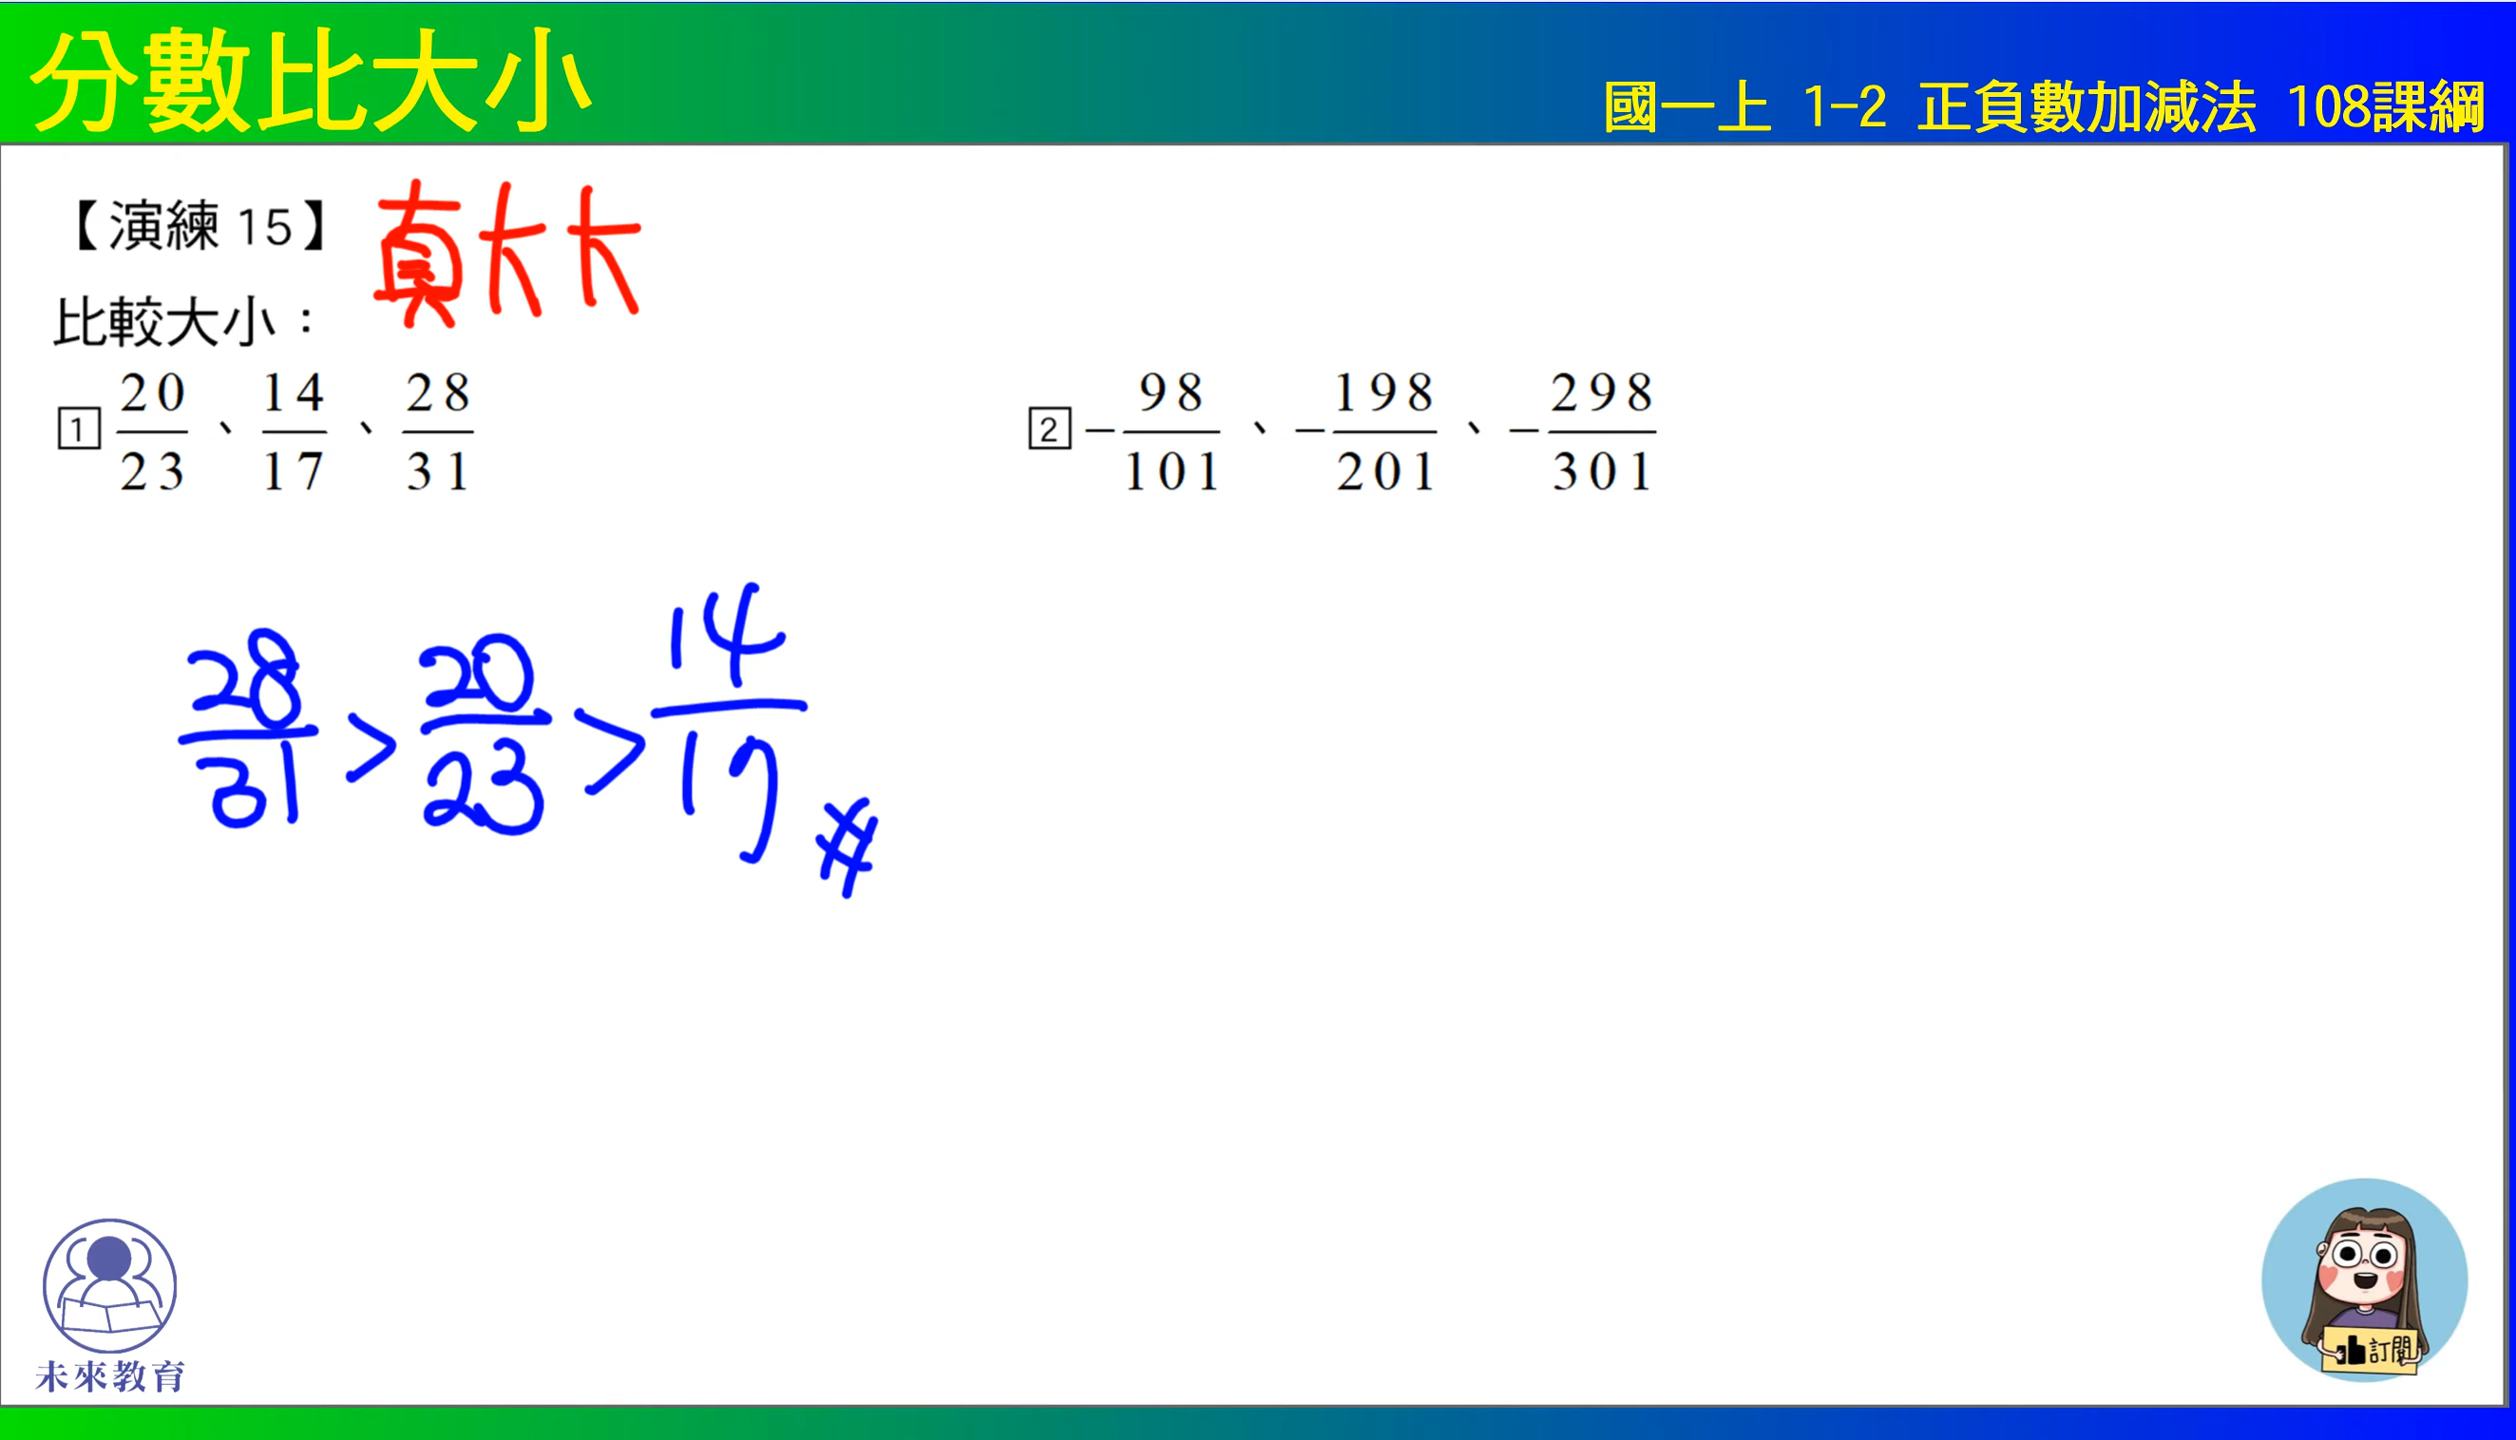 分數比大小
國一上 1-2 正負數加減法 108課綱
【演練 15】 真大大
比較大小：
1 20/23 、 14/17 、 28/31
2 -98/101 、 -198/201 、 -298/301
28/31 > 20/23 > 14/17 #
未來教育
訂閱